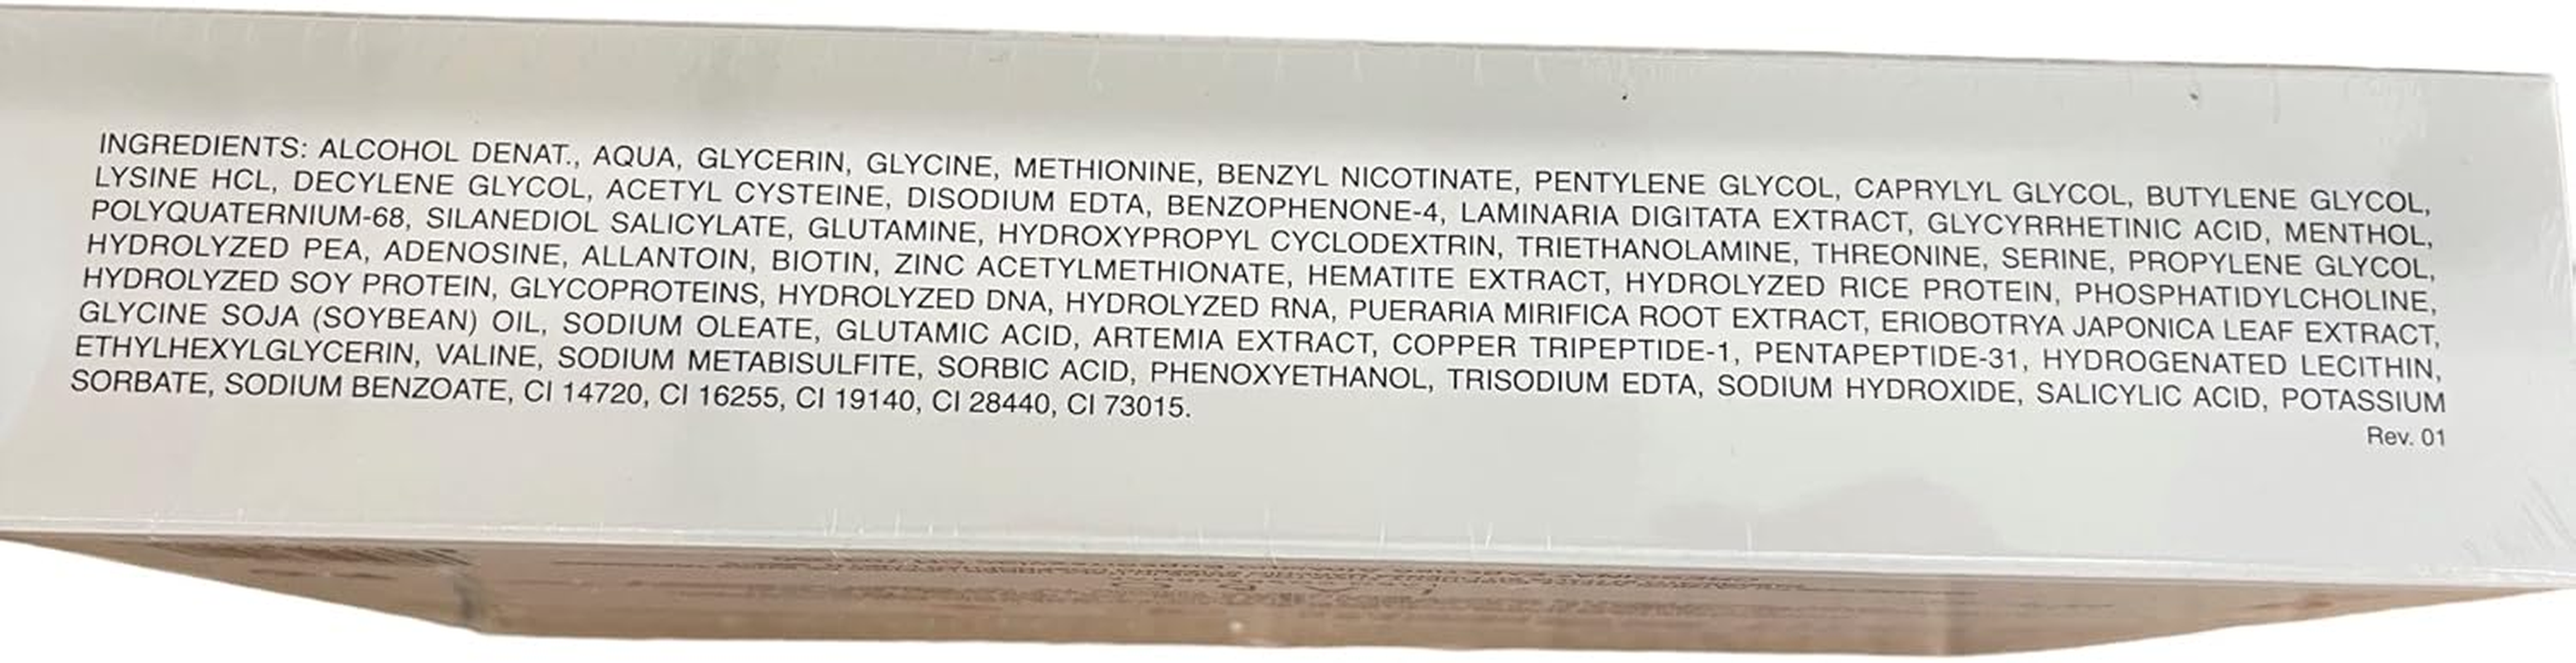 INGREDIENTS: ALCOHOL DENAT., AQUA, GLYCERIN, GLYCINE, METHIONINE, BENZYL NICOTINATE, PENTYLENE GLYCOL, CAPRYLYL GLYCOL, BUTYLENE GLYCOL,
LYSINE HCL, DECYLENE GLYCOL, ACETYL CYSTEINE, DISODIUM EDTA, BENZOPHENONE-4, LAMINARIA DIGITATA EXTRACT, GLYCYRRHETINIC ACID, MENTHOL,
POLYQUATERNIUM-68, SILANEDIOL SALICYLATE, GLUTAMINE, HYDROXYPROPYL CYCLODEXTRIN, TRIETHANOLAMINE, THREONINE, SERINE, PROPYLENE GLYCOL,
HYDROLYZED PEA, ADENOSINE, ALLANTOIN, BIOTIN, ZINC ACETYLMETHIONATE, HEMATITE EXTRACT, HYDROLYZED RICE PROTEIN, PHOSPHATIDYLCHOLINE,
HYDROLYZED SOY PROTEIN, GLYCOPROTEINS, HYDROLYZED DNA, HYDROLYZED RNA, PUERARIA MIRIFICA ROOT EXTRACT, ERIOBOTRYA JAPONICA LEAF EXTRACT,
GLYCINE SOJA (SOYBEAN) OIL, SODIUM OLEATE, GLUTAMIC ACID, ARTEMIA EXTRACT, COPPER TRIPEPTIDE-1, PENTAPEPTIDE-31, HYDROGENATED LECITHIN,
ETHYLHEXYLGLYCERIN, VALINE, SODIUM METABISULFITE, SORBIC ACID, PHENOXYETHANOL, TRISODIUM EDTA, SODIUM HYDROXIDE, SALICYLIC ACID, POTASSIUM
SORBATE, SODIUM BENZOATE, CI 14720, CI 16255, CI 19140, CI 28440, CI 73015.
Rev. 01